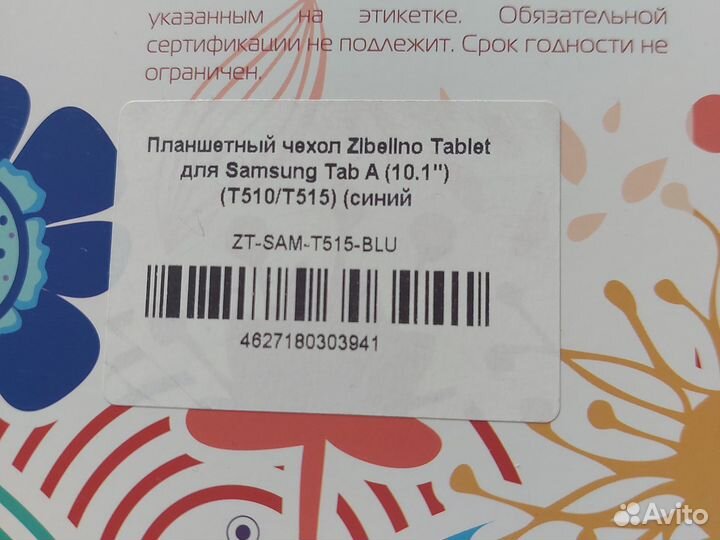 указанным на этикетке. Обязательной
сертификации не подлежит. Срок годности не
ограничен.
Планшетный чехол Zibelino Tablet
для Samsung Tab A (10.1")
(T510/T515) (синий
ZT-SAM-T515-BLU
4627180303941
Avito